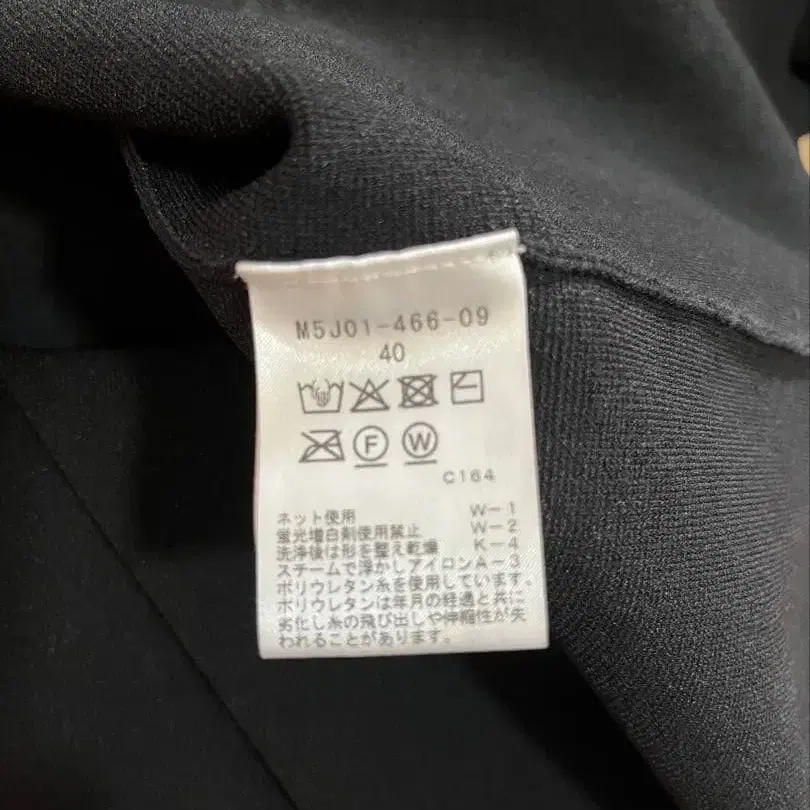 M5J01-466-09
40
F W
C164
ネット使用 W-1
蛍光増白剤使用禁止 W-2
洗浄後は形を整え乾燥 K-4
スチームで浮かしアイロンA-3
ポリウレタン糸を使用しています。
ポリウレタンは年月の経過と共に
劣化し糸の飛び出しや伸縮性が失
われることがあります。